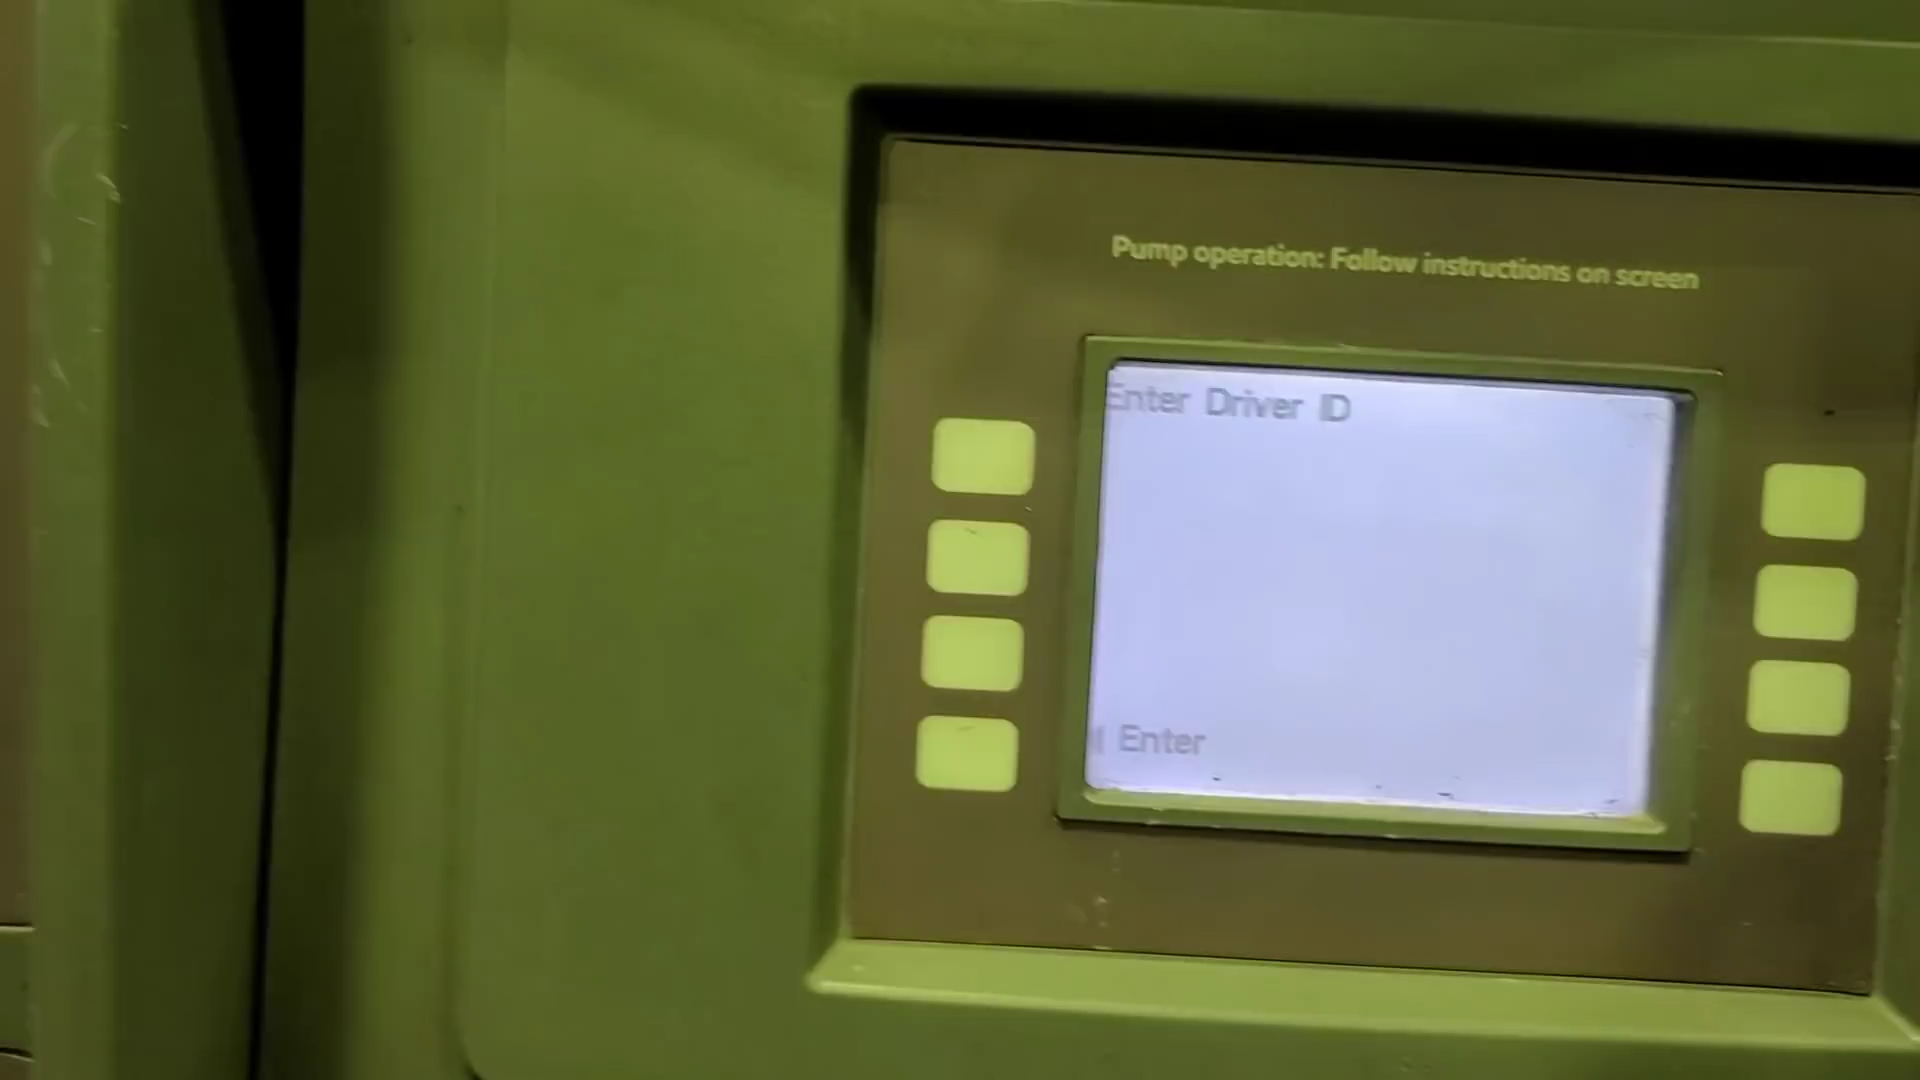 Pump operation: Follow instructions on screen
Enter Driver ID
Enter